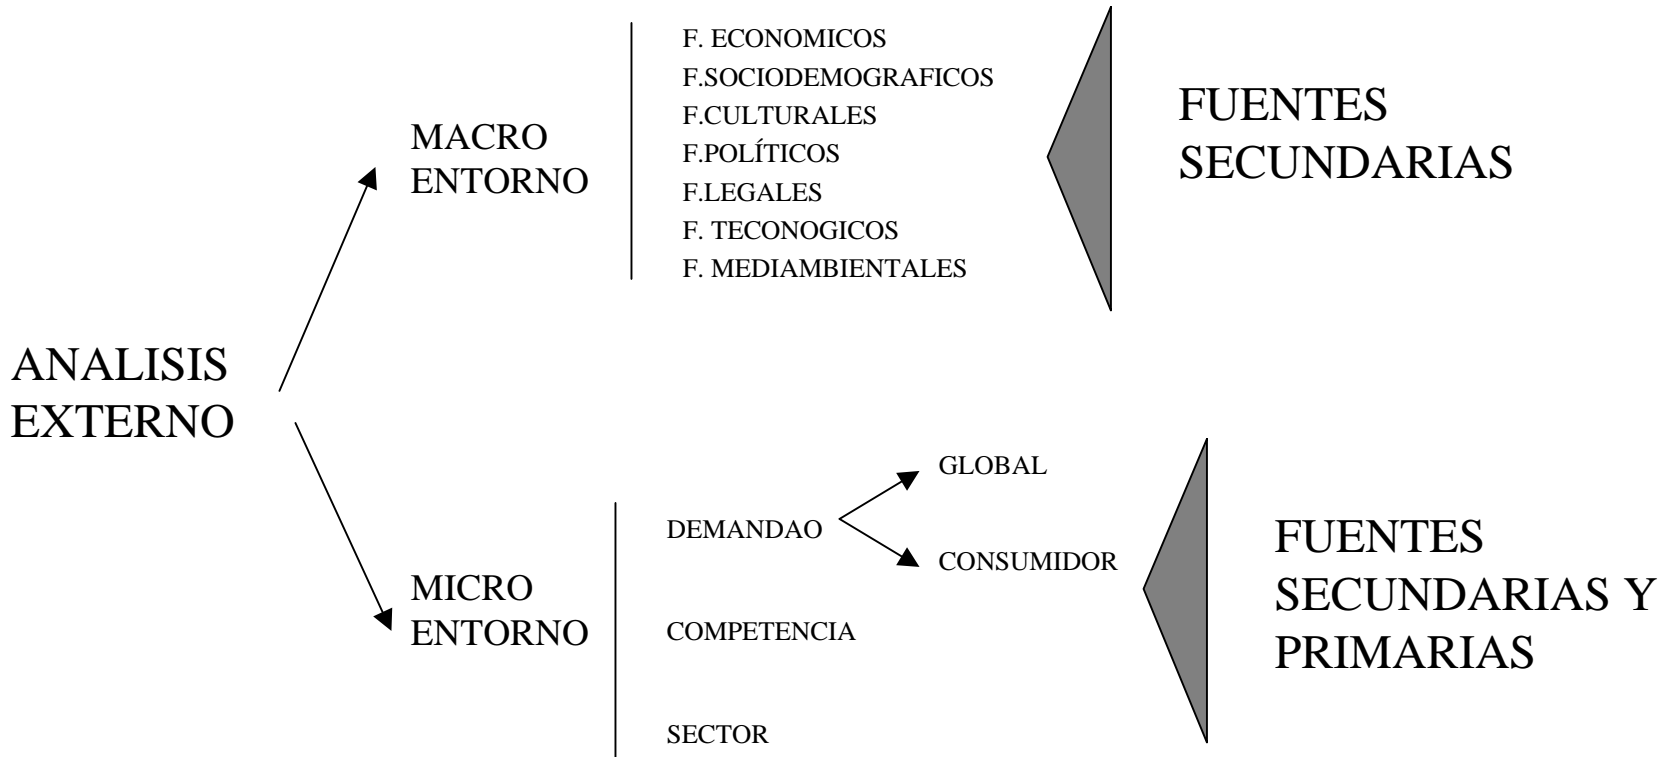 ANALISIS
EXTERNO
MACRO
ENTORNO
F. ECONOMICOS
F.SOCIODEMOGRAFICOS
F.CULTURALES
F.POLÍTICOS
F.LEGALES
F. TECONOGICOS
F. MEDIAMBIENTALES
FUENTES
SECUNDARIAS
MICRO
ENTORNO
DEMANDAO
GLOBAL
CONSUMIDOR
COMPETENCIA
SECTOR
FUENTES
SECUNDARIAS Y
PRIMARIAS